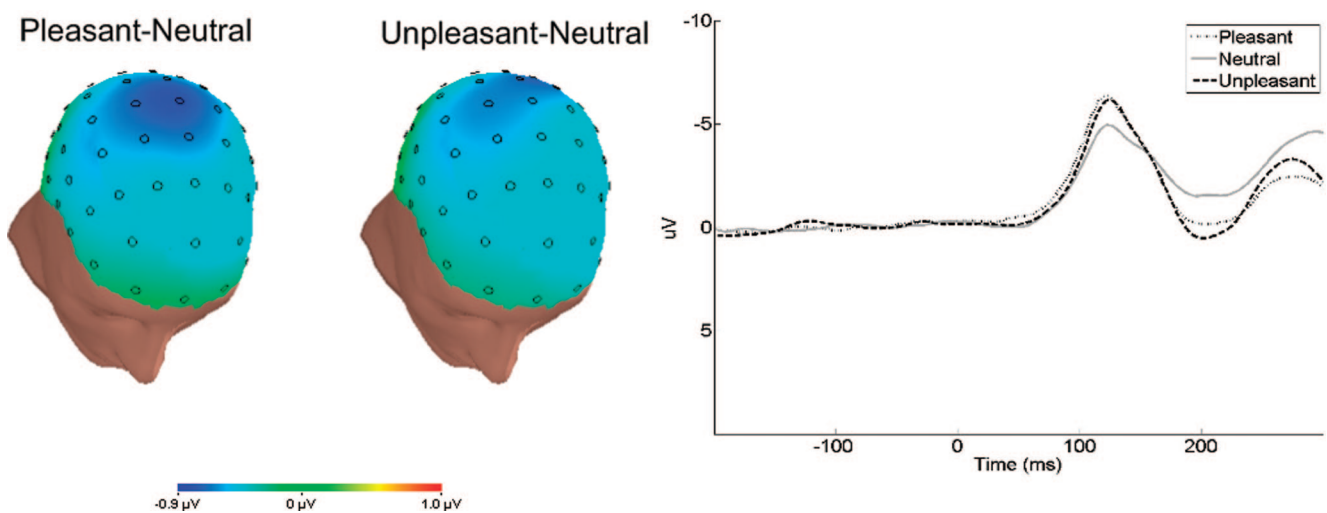 Pleasant-Neutral
Unpleasant-Neutral
-0.9 µV
0 µV
1.0 µV
-10
-5
0
5
uV
-100
0
100
200
Time (ms)
Pleasant
Neutral
Unpleasant